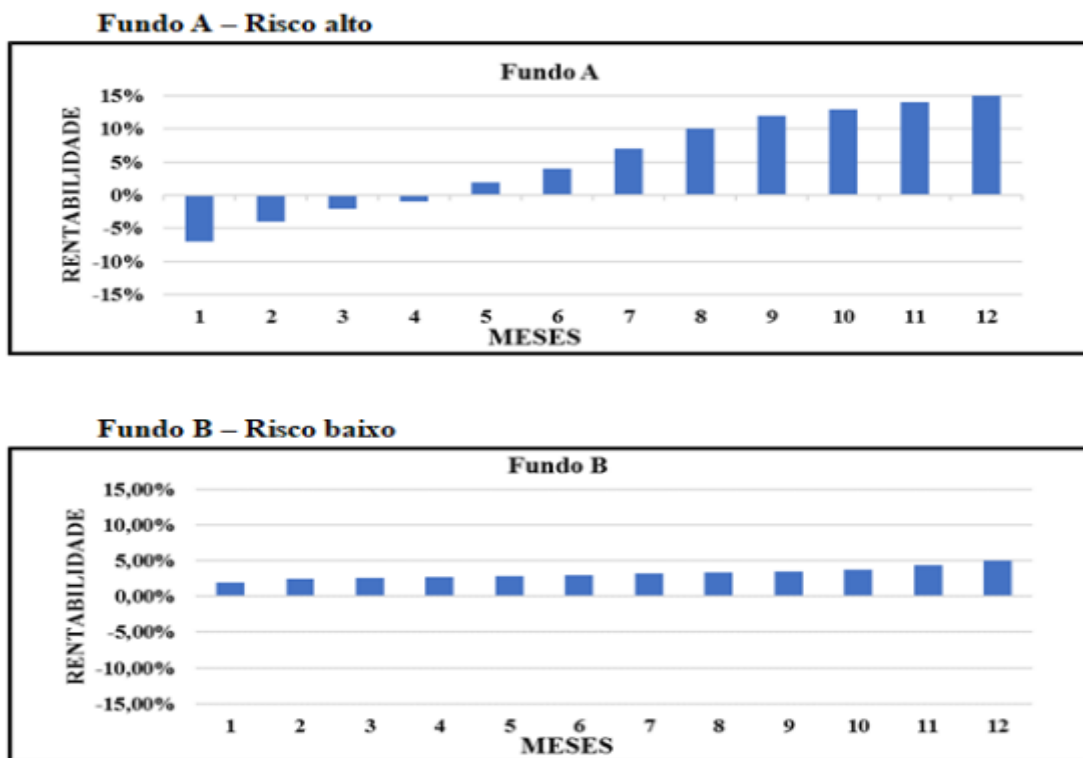 Fundo A – Risco alto
Fundo A
RENTABILIDADE
15%
10%
5%
0%
-5%
-10%
-15%
1 2 3 4 5 6 7 8 9 10 11 12
MESES
Fundo B – Risco baixo
Fundo B
RENTABILIDADE
15,00%
10,00%
5,00%
0,00%
-5,00%
-10,00%
-15,00%
1 2 3 4 5 6 7 8 9 10 11 12
MESES